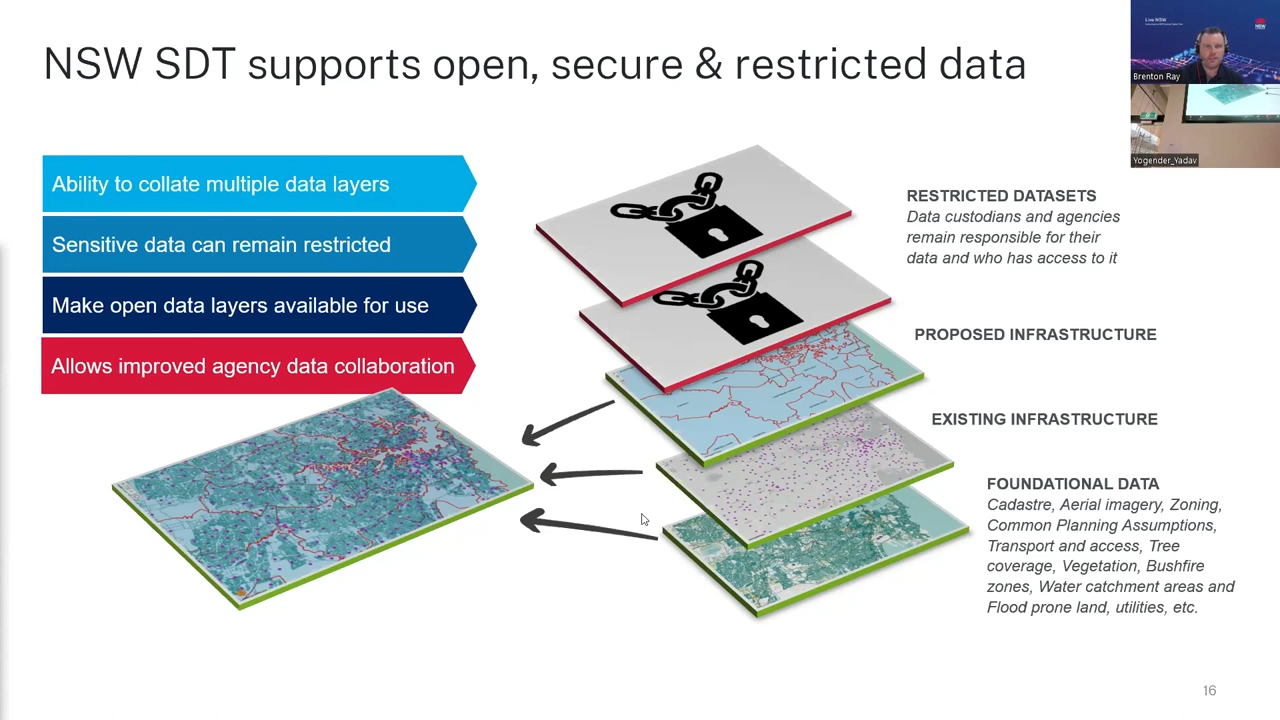 NSW SDT supports open, secure & restricted data
Live NSW
Brenton Ray
Yogender_Yadav
Ability to collate multiple data layers
Sensitive data can remain restricted
Make open data layers available for use
Allows improved agency data collaboration
RESTRICTED DATASETS
Data custodians and agencies
remain responsible for their
data and who has access to it
PROPOSED INFRASTRUCTURE
EXISTING INFRASTRUCTURE
FOUNDATIONAL DATA
Cadastre, Aerial imagery, Zoning,
Common Planning Assumptions,
Transport and access, Tree
coverage, Vegetation, Bushfire
zones, Water catchment areas and
Flood prone land, utilities, etc.
16